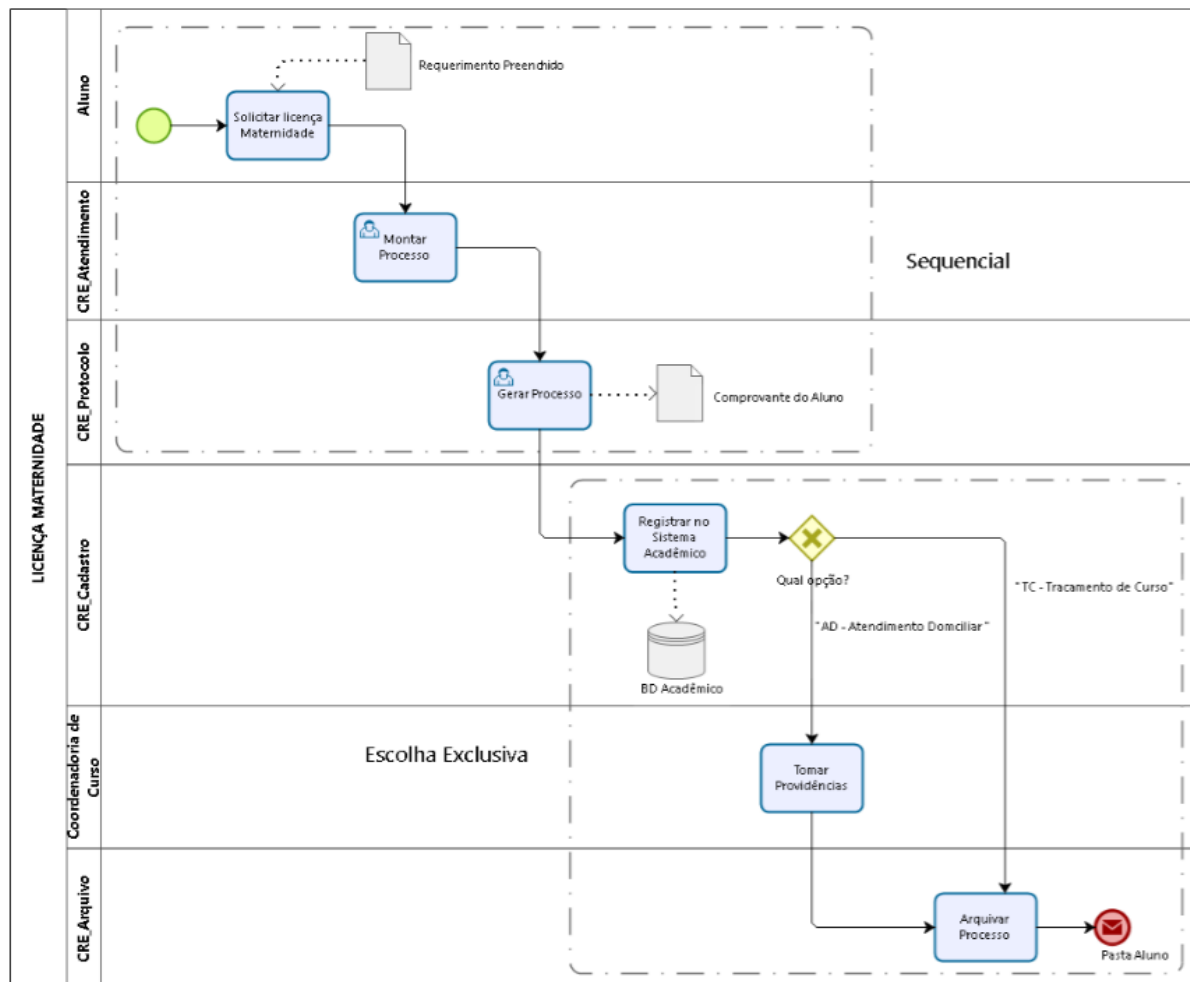 LICENÇA MATERNIDADE
Aluno
Requerimento Preenchido
Solicitar licença
Maternidade
CRE_Atendimento
Montar
Processo
Sequencial
CRE_Protocolo
Gerar Processo
Comprovante do Aluno
CRE_Cadastro
Registrar no
Sistema
Acadêmico
Qual opção?
"TC - Tracamento de Curso"
"AD - Atendimento Domciliar"
BD Acadêmico
Coordenadoria de
Curso
Escolha Exclusiva
Tomar
Providências
CRE_Arquivo
Arquivar
Processo
Pasta Aluno